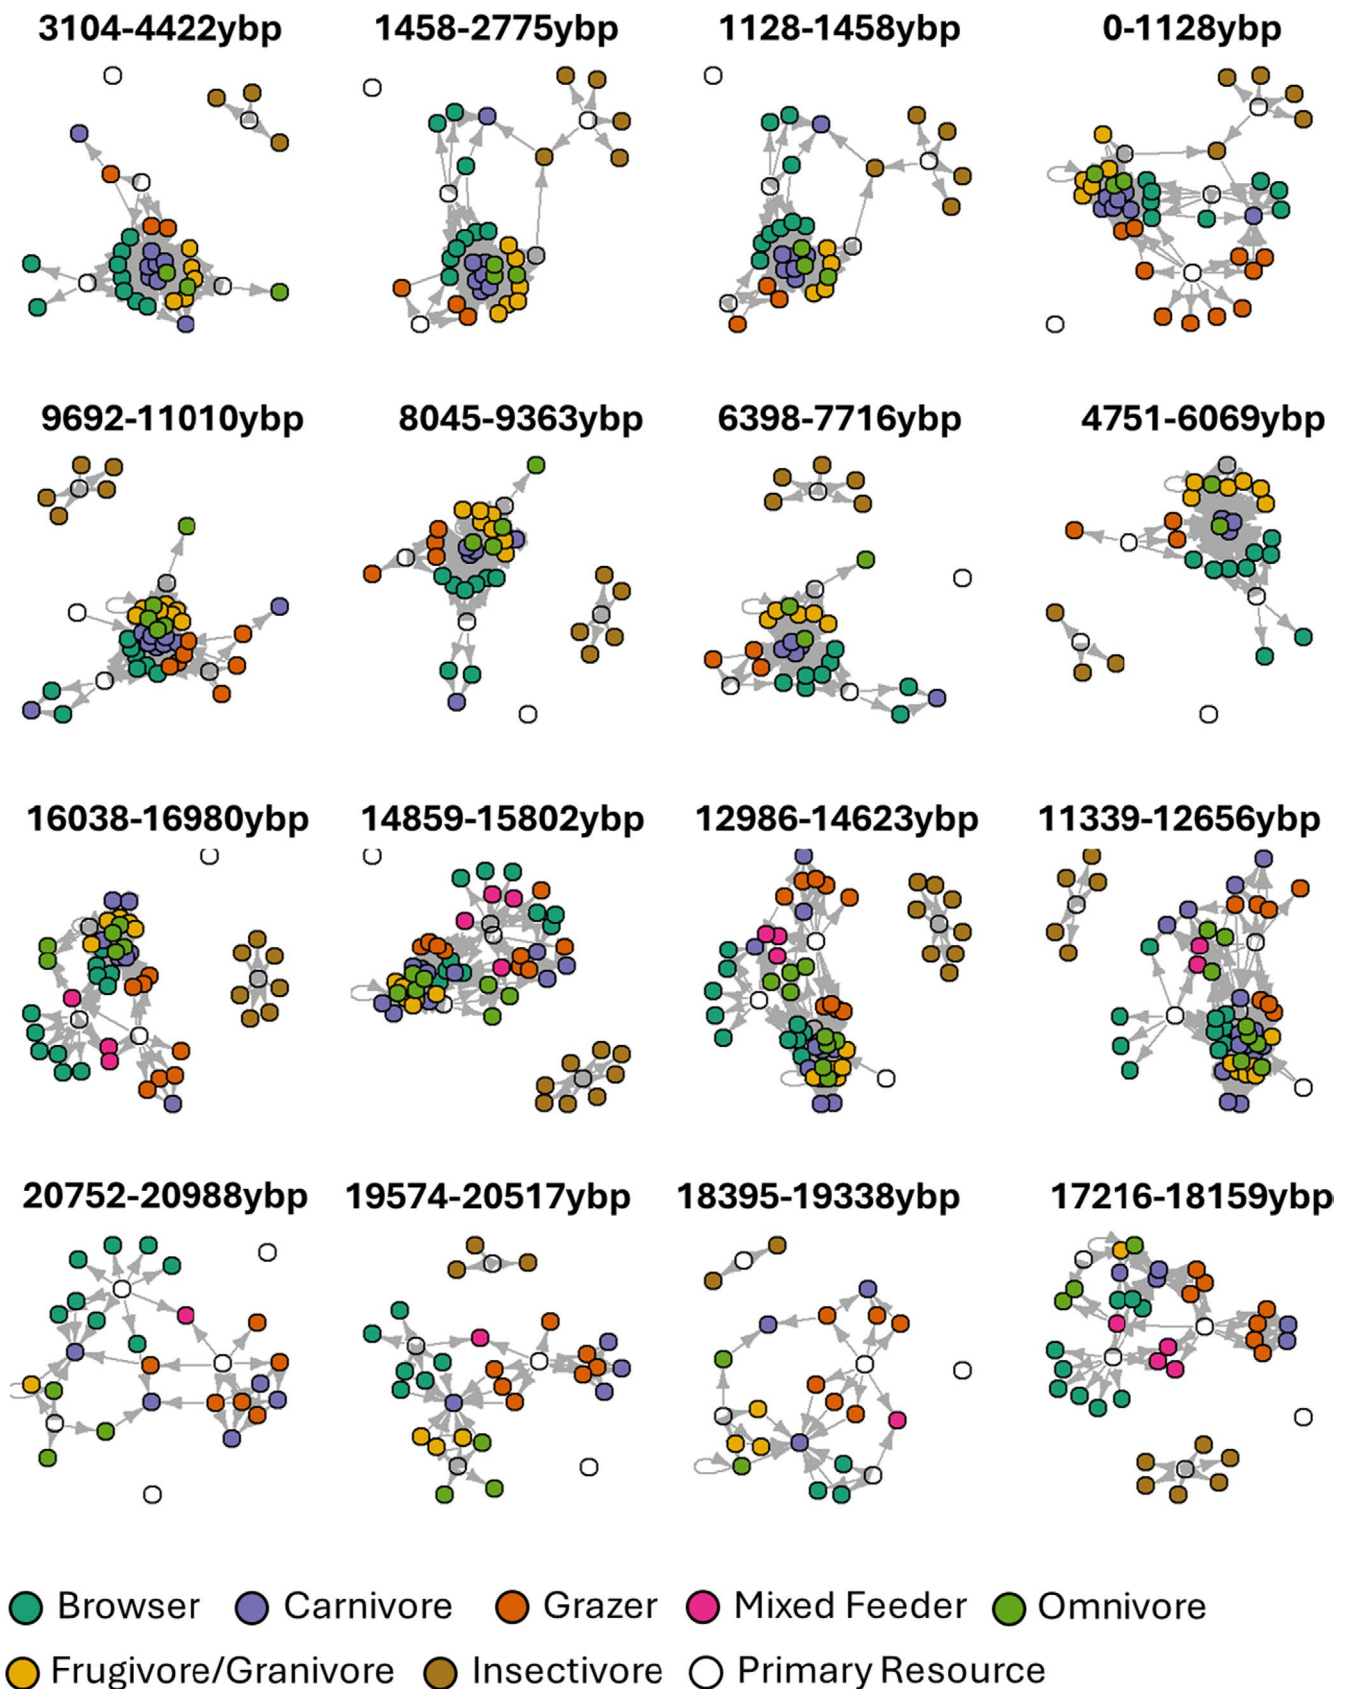 3104-4422ybp 1458-2775ybp 1128-1458ybp 0-1128ybp
9692-11010ybp 8045-9363ybp 6398-7716ybp 4751-6069ybp
16038-16980ybp 14859-15802ybp 12986-14623ybp 11339-12656ybp
20752-20988ybp 19574-20517ybp 18395-19338ybp 17216-18159ybp
Browser Carnivore Grazer Mixed Feeder Omnivore
Frugivore/Granivore Insectivore Primary Resource